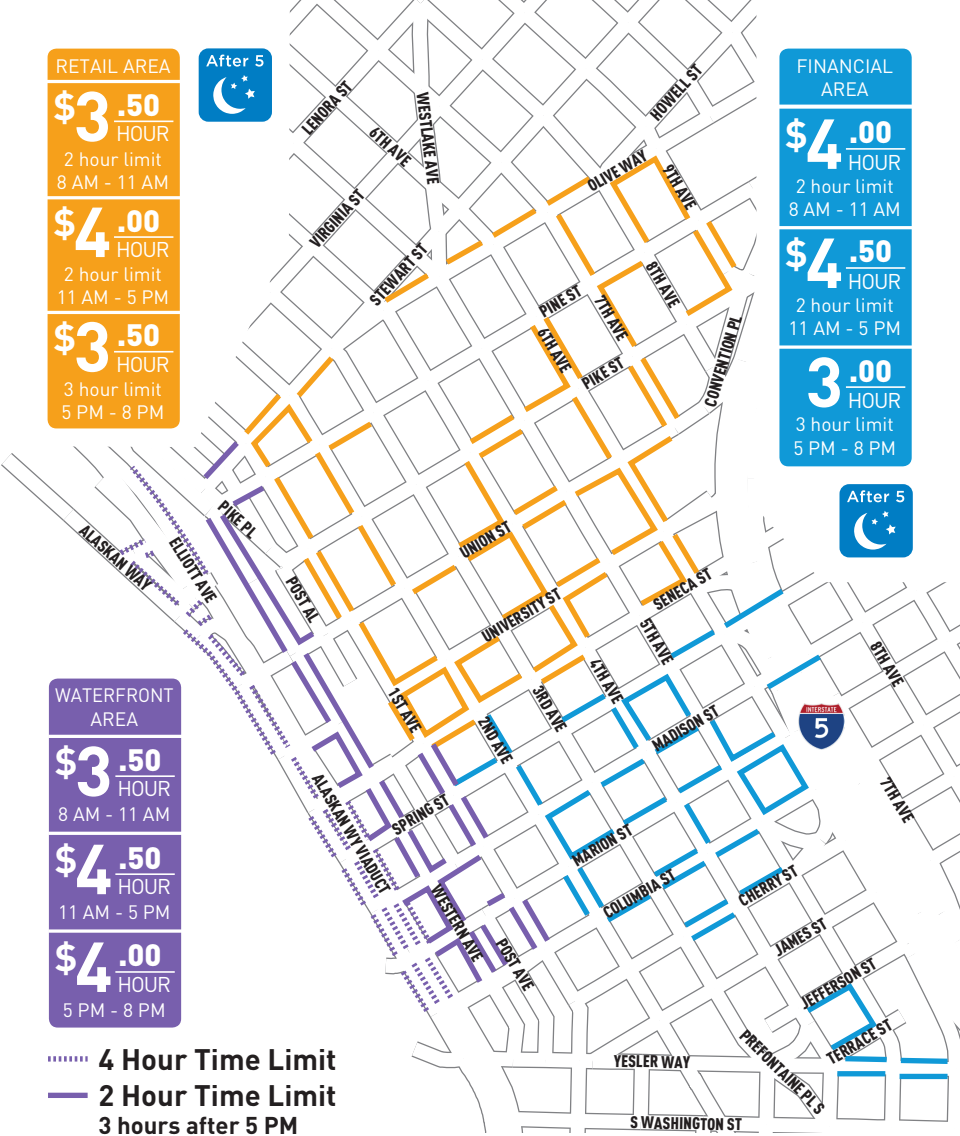 RETAIL AREA
$3.50
HOUR
2 hour limit
8 AM - 11 AM
$4.00
HOUR
2 hour limit
11 AM - 5 PM
$3.50
HOUR
3 hour limit
5 PM - 8 PM
After 5
FINANCIAL
AREA
$4.00
HOUR
2 hour limit
8 AM - 11 AM
$4.50
HOUR
2 hour limit
11 AM - 5 PM
3.00
HOUR
3 hour limit
5 PM - 8 PM
After 5
LENORA ST
6TH AVE
WESTLAKE AVE
HOWELL ST
VIRGINIA ST
OLIVE WAY
9TH AVE
STEWART ST
PINE ST
8TH AVE
7TH AVE
6TH AVE
PIKE ST
CONVENTION PL
PIKE PL
ALASKAN WAY
ELLIOTT AVE
UNION ST
POST AL
SENECA ST
UNIVERSITY ST
5TH AVE
8TH AVE
4TH AVE
3RD AVE
1ST AVE
2ND AVE
MADISON ST
INTERSTATE
5
7TH AVE
SPRING ST
ALASKAN WY VIADUCT
MARION ST
COLUMBIA ST
CHERRY ST
WESTERN AVE
POST AVE
JAMES ST
JEFFERSON ST
TERRACE ST
PREFONTAINE PL S
YESLER WAY
S WASHINGTON ST
WATERFRONT
AREA
$3.50
HOUR
8 AM - 11 AM
$4.50
HOUR
11 AM - 5 PM
$4.00
HOUR
5 PM - 8 PM
4 Hour Time Limit
2 Hour Time Limit
3 hours after 5 PM